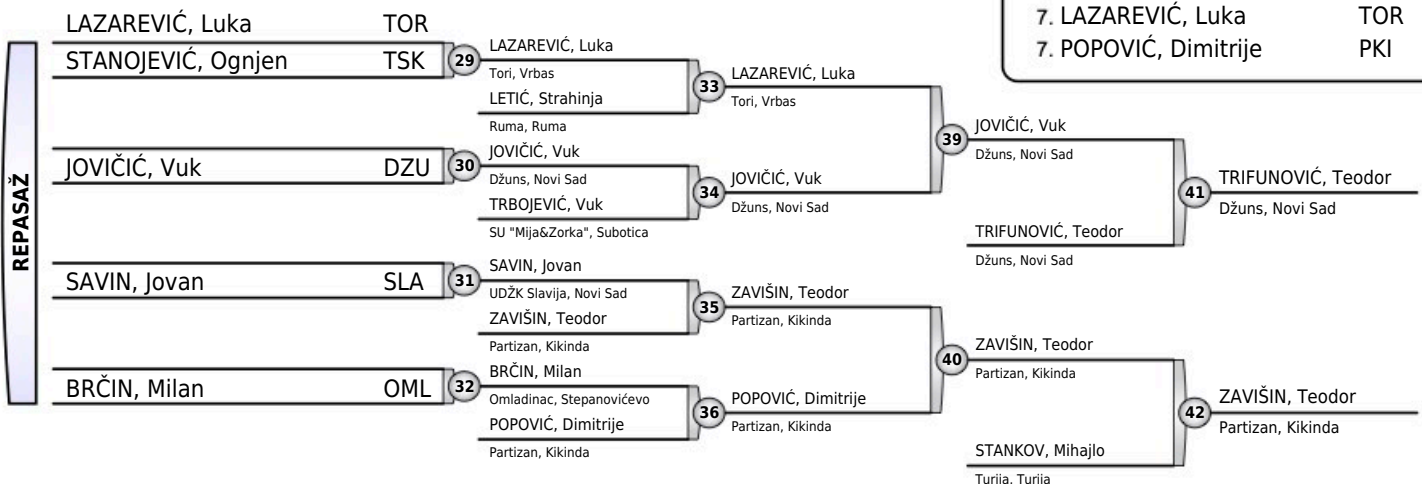 7. LAZAREVIĆ, Luka TOR
7. POPOVIĆ, Dimitrije PKI
REPASAŽ
LAZAREVIĆ, Luka TOR
STANOJEVIĆ, Ognjen TSK
29
JOVIČIĆ, Vuk DZU
30
SAVIN, Jovan SLA
31
BRČIN, Milan OML
32
LAZAREVIĆ, Luka
Tori, Vrbas
LETIĆ, Strahinja
Ruma, Ruma
33
JOVIČIĆ, Vuk
Džuns, Novi Sad
TRBOJEVIĆ, Vuk
SU "Mija&Zorka", Subotica
34
SAVIN, Jovan
UDŽK Slavija, Novi Sad
ZAVIŠIN, Teodor
Partizan, Kikinda
35
BRČIN, Milan
Omladinac, Stepanovićevo
POPOVIĆ, Dimitrije
Partizan, Kikinda
36
LAZAREVIĆ, Luka
Tori, Vrbas
39
JOVIČIĆ, Vuk
Džuns, Novi Sad
ZAVIŠIN, Teodor
Partizan, Kikinda
40
POPOVIĆ, Dimitrije
Partizan, Kikinda
JOVIČIĆ, Vuk
Džuns, Novi Sad
41
TRIFUNOVIĆ, Teodor
Džuns, Novi Sad
ZAVIŠIN, Teodor
Partizan, Kikinda
42
STANKOV, Mihajlo
Turija, Turija
TRIFUNOVIĆ, Teodor
Džuns, Novi Sad
ZAVIŠIN, Teodor
Partizan, Kikinda